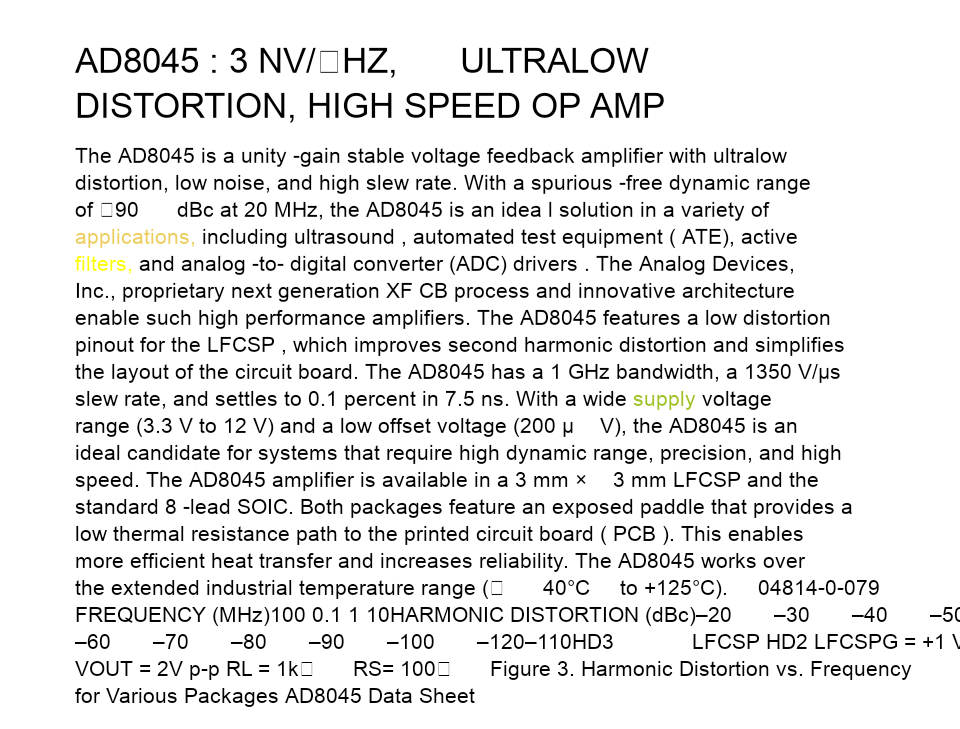 AD8045 : 3 NV/□HZ, ULTRALOW
DISTORTION, HIGH SPEED OP AMP
The AD8045 is a unity -gain stable voltage feedback amplifier with ultralow
distortion, low noise, and high slew rate. With a spurious -free dynamic range
of □90 dBc at 20 MHz, the AD8045 is an idea l solution in a variety of
applications, including ultrasound , automated test equipment ( ATE), active
filters, and analog -to- digital converter (ADC) drivers . The Analog Devices,
Inc., proprietary next generation XF CB process and innovative architecture
enable such high performance amplifiers. The AD8045 features a low distortion
pinout for the LFCSP , which improves second harmonic distortion and simplifies
the layout of the circuit board. The AD8045 has a 1 GHz bandwidth, a 1350 V/µs
slew rate, and settles to 0.1 percent in 7.5 ns. With a wide supply voltage
range (3.3 V to 12 V) and a low offset voltage (200 µ V), the AD8045 is an
ideal candidate for systems that require high dynamic range, precision, and high
speed. The AD8045 amplifier is available in a 3 mm × 3 mm LFCSP and the
standard 8 -lead SOIC. Both packages feature an exposed paddle that provides a
low thermal resistance path to the printed circuit board ( PCB ). This enables
more efficient heat transfer and increases reliability. The AD8045 works over
the extended industrial temperature range (□ 40°C to +125°C). 04814-0-079
FREQUENCY (MHz)100 0.1 1 10HARMONIC DISTORTION (dBc)–20 –30 –40 –50
–60 –70 –80 –90 –100 –120–110HD3 LFCSP HD2 LFCSPG = +1 V
VOUT = 2V p-p RL = 1k□ RS= 100□ Figure 3. Harmonic Distortion vs. Frequency
for Various Packages AD8045 Data Sheet